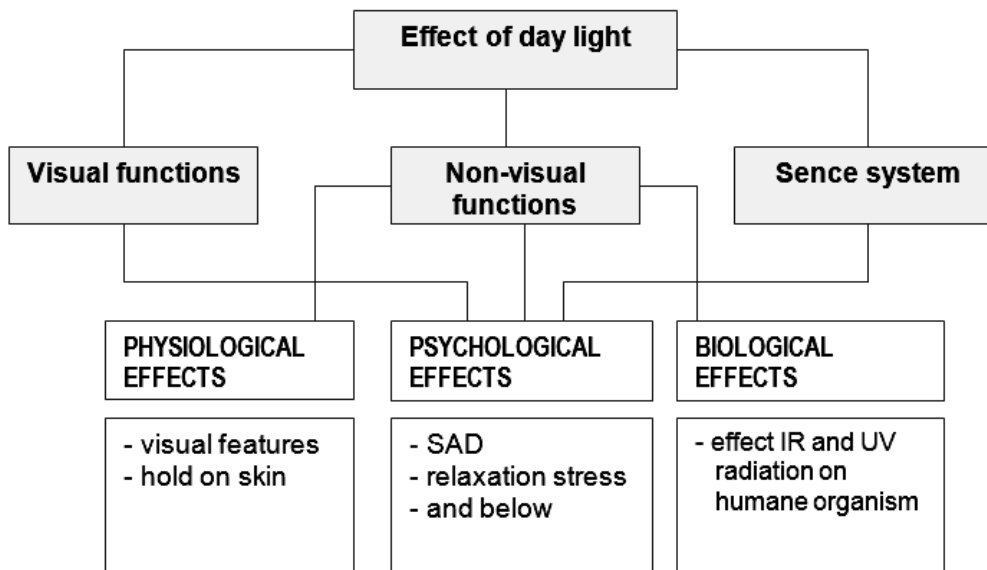 Effect of day light
Visual functions
Non-visual
functions
Sence system
PHYSIOLOGICAL
EFFECTS
PSYCHOLOGICAL
EFFECTS
BIOLOGICAL
EFFECTS
- visual features
- hold on skin
- SAD
- relaxation stress
- and below
- effect IR and UV
radiation on
humane organism